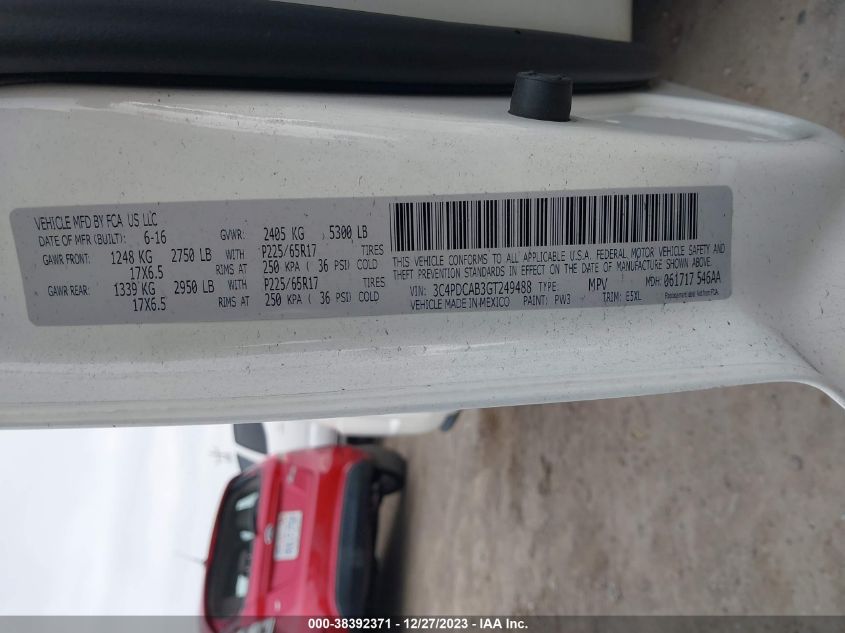 VEHICLE MFD BY FCA US LLC
DATE OF MFR (BUILT): 6-16 GVWR: 2405 KG 5300 LB
GAWR FRONT: 1248 KG 2750 LB WITH P225/65R17 TIRES
17X6.5 RIMS AT 250 KPA ( 36 PSI) COLD
GAWR REAR: 1339 KG 2950 LB WITH P225/65R17 TIRES
17X6.5 RIMS AT 250 KPA ( 36 PSI) COLD
THIS VEHICLE CONFORMS TO ALL APPLICABLE U.S.A. FEDERAL MOTOR VEHICLE SAFETY AND
THEFT PREVENTION STANDARDS IN EFFECT ON THE DATE OF MANUFACTURE SHOWN ABOVE.
VIN: 3C4PDCAB3GT249488 TYPE: MPV MDH: 061717 546AA
VEHICLE MADE IN MEXICO PAINT: PW3 TRIM: E5XL
000-38392371 - 12/27/2023 - IAA Inc.